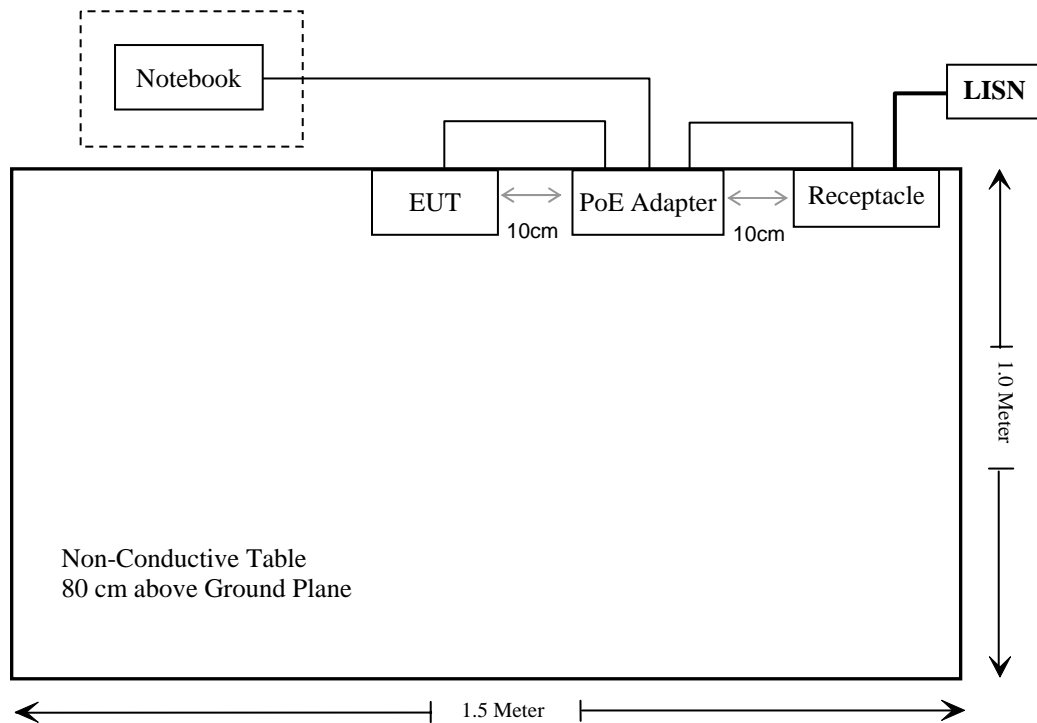 Notebook
LISN
EUT
PoE Adapter
Receptacle
10cm
10cm
1.0 Meter
Non-Conductive Table
80 cm above Ground Plane
1.5 Meter